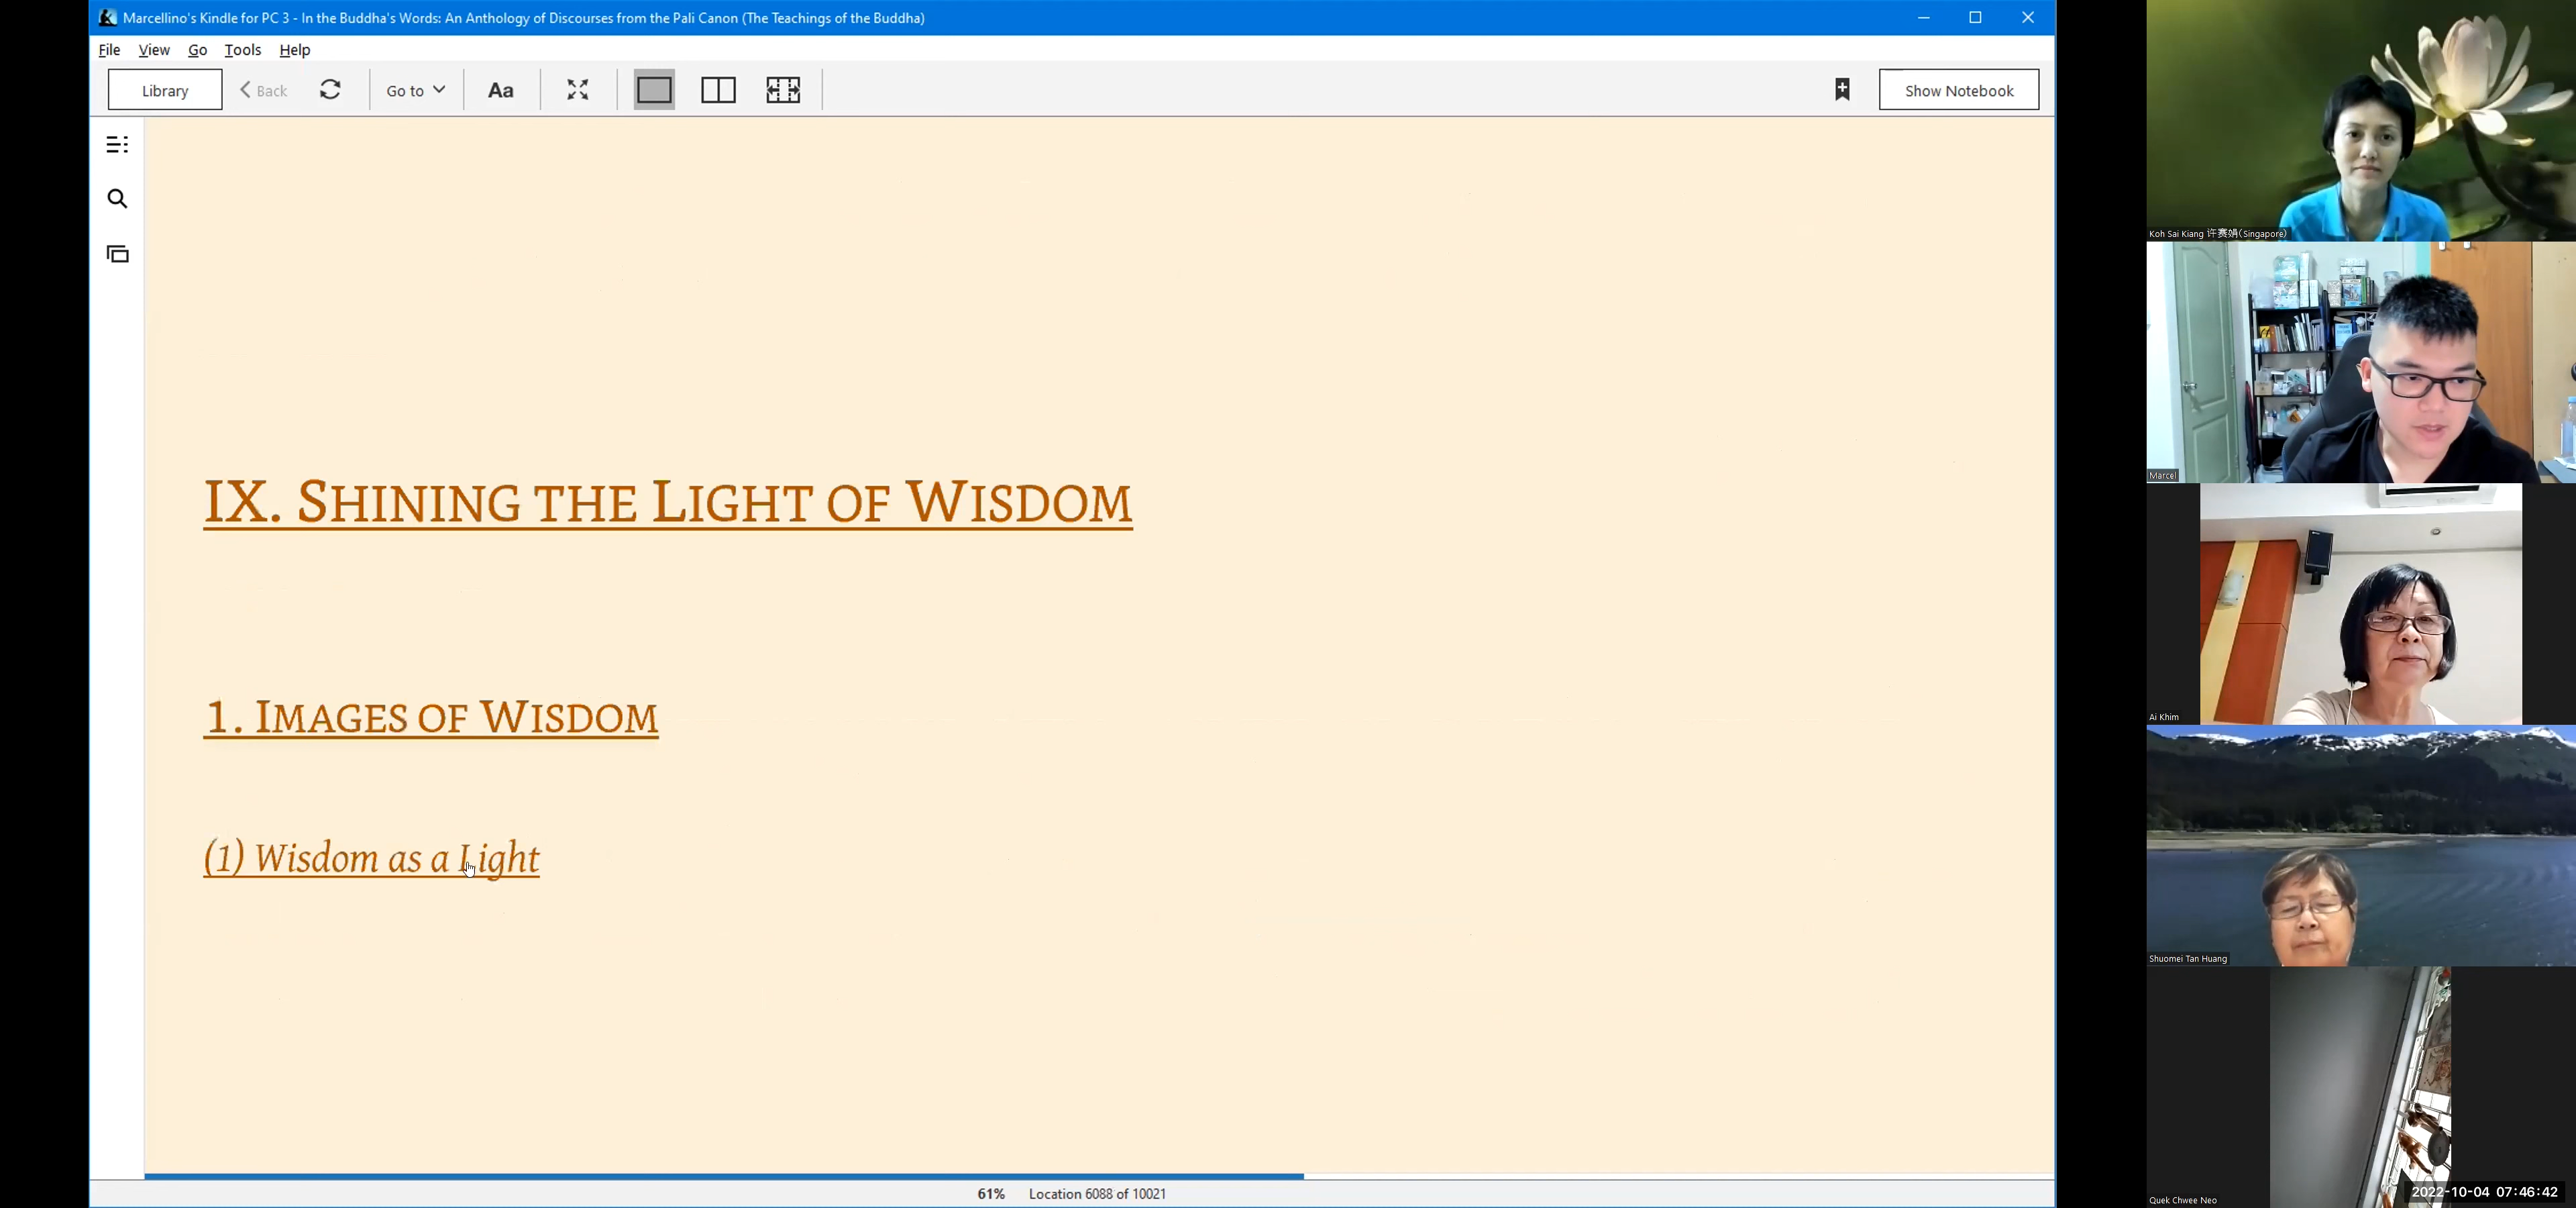 Marcellino's Kindle for PC 3 - In the Buddha's Words: An Anthology of Discourses from the Pali Canon (The Teachings of the Buddha)
File View Go Tools Help
Library Back Go to Aa Show Notebook
IX. SHINING THE LIGHT OF WISDOM
1. IMAGES OF WISDOM
(1) Wisdom as a Light
61% Location 6088 of 10021
Koh Sai Kiang 许赛娟(Singapore)
Marcel
Ai Khim
Shuomei Tan Huang
Quek Chwee Neo
2022-10-04 07:46:42